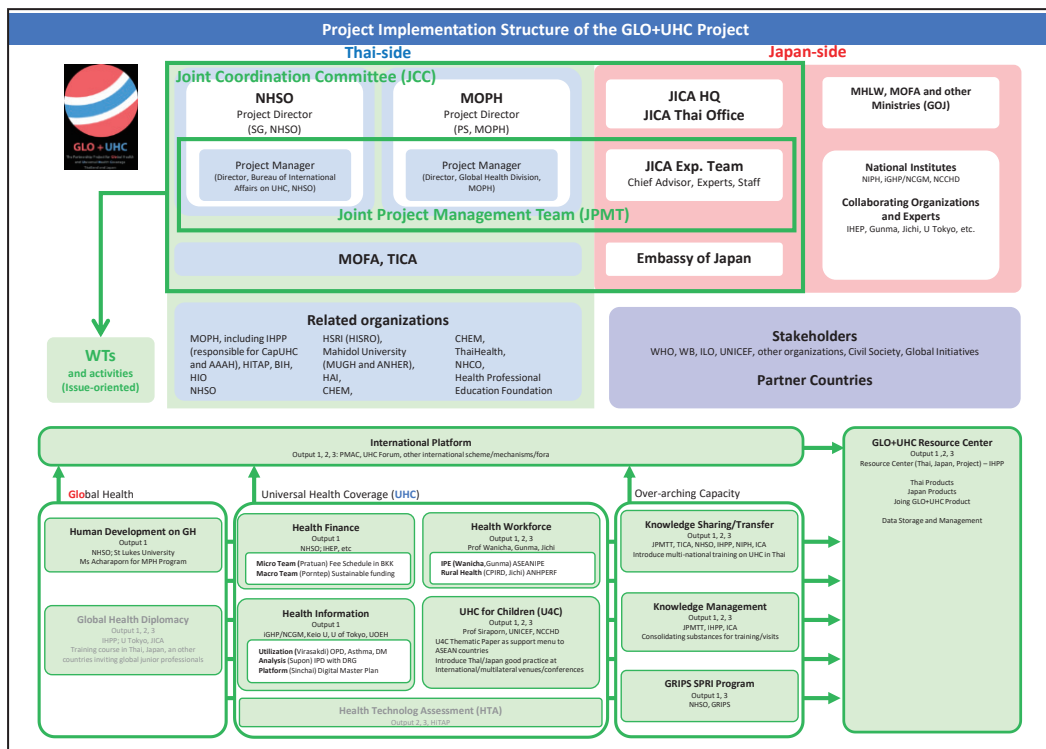 Project Implementation Structure of the GLO+UHC Project
Thai-side
Japan-side
Joint Coordination Committee (JCC)
NHSO
Project Director
(SG, NHSO)
MOPH
Project Director
(PS, MOPH)
JICA HQ
JICA Thai Office
MHLW, MOFA and other
Ministries (GOJ)
GLO + UHC
Project Manager
(Director, Bureau of International
Affairs on UHC, NHSO)
Project Manager
(Director, Global Health Division,
MOPH)
JICA Exp. Team
Chief Advisor, Experts, Staff
National Institutes
NIPH, iGHP/NCGM, NCCHD
Collaborating Organizations
and Experts
IHEP, Gunma, Jichi, U Tokyo, etc.
Joint Project Management Team (JPMT)
MOFA, TICA
Embassy of Japan
WTs
and activities
(Issue-oriented)
Related organizations
MOPH, including IHPP
(responsible for CapUHC
and AAAH), HITAP, BIH,
HIO
NHSO
HSRI (HISRO),
Mahidol University
(MUGH and ANHER),
HAI,
CHEM,
CHEM,
ThaiHealth,
NHCO,
Health Professional
Education Foundation
Stakeholders
WHO, WB, ILO, UNICEF, other organizations, Civil Society, Global Initiatives
Partner Countries
International Platform
Output 1, 2, 3: PMAC, UHC Forum, other international scheme/mechanisms/fora
Global Health
Universal Health Coverage (UHC)
Over-arching Capacity
Human Development on GH
Output 1
NHSO; St Lukes University
Ms Acharaporn for MPH Program
Global Health Diplomacy
Output 1, 2, 3
IHPP, U Tokyo, JICA
Training course in Thai, Japan, an other
countries inviting global junior professionals
Health Finance
Output 1
NHSO; IHEP, etc
Micro Team (Pratuan) Fee Schedule in BKK
Macro Team (Porntep) Sustainable funding
Health Workforce
Output 1, 2, 3
Prof Wanicha, Gunma, Jichi
IPE (Wanicha,Gunma) ASEANIPE
Rural Health (CPIRD, Jichi) ANHPERF
Health Information
Output 1
iGHP/NCGM, Keio U, U of Tokyo, UOEH
Utilization (Virasakdi) OPD, Asthma, DM
Analysis (Supon) IPD with DRG
Platform (Sinchai) Digital Master Plan
UHC for Children (U4C)
Output 1, 2, 3
Prof Siraporn, UNICEF, NCCHD
U4C Thematic Paper as support menu to
ASEAN countries
Introduce Thai/Japan good practice at
International/multilateral venues/conferences
Health Technolog Assessment (HTA)
Output 2, 3, HiTAP
Knowledge Sharing/Transfer
Output 1, 2, 3
JPMTT, TICA, NHSO, IHPP, NIPH, ICA
Introduce multi-national training on UHC in Thai
Knowledge Management
Output 1, 2, 3
JPMTT, IHPP, ICA
Consolidating substances for training/visits
GRIPS SPRI Program
Output 1, 3
NHSO, GRIPS
GLO+UHC Resource Center
Output 1 ,2, 3
Resource Center (Thai, Japan, Project) – IHPP
Thai Products
Japan Products
Joing GLO+UHC Product
Data Storage and Management